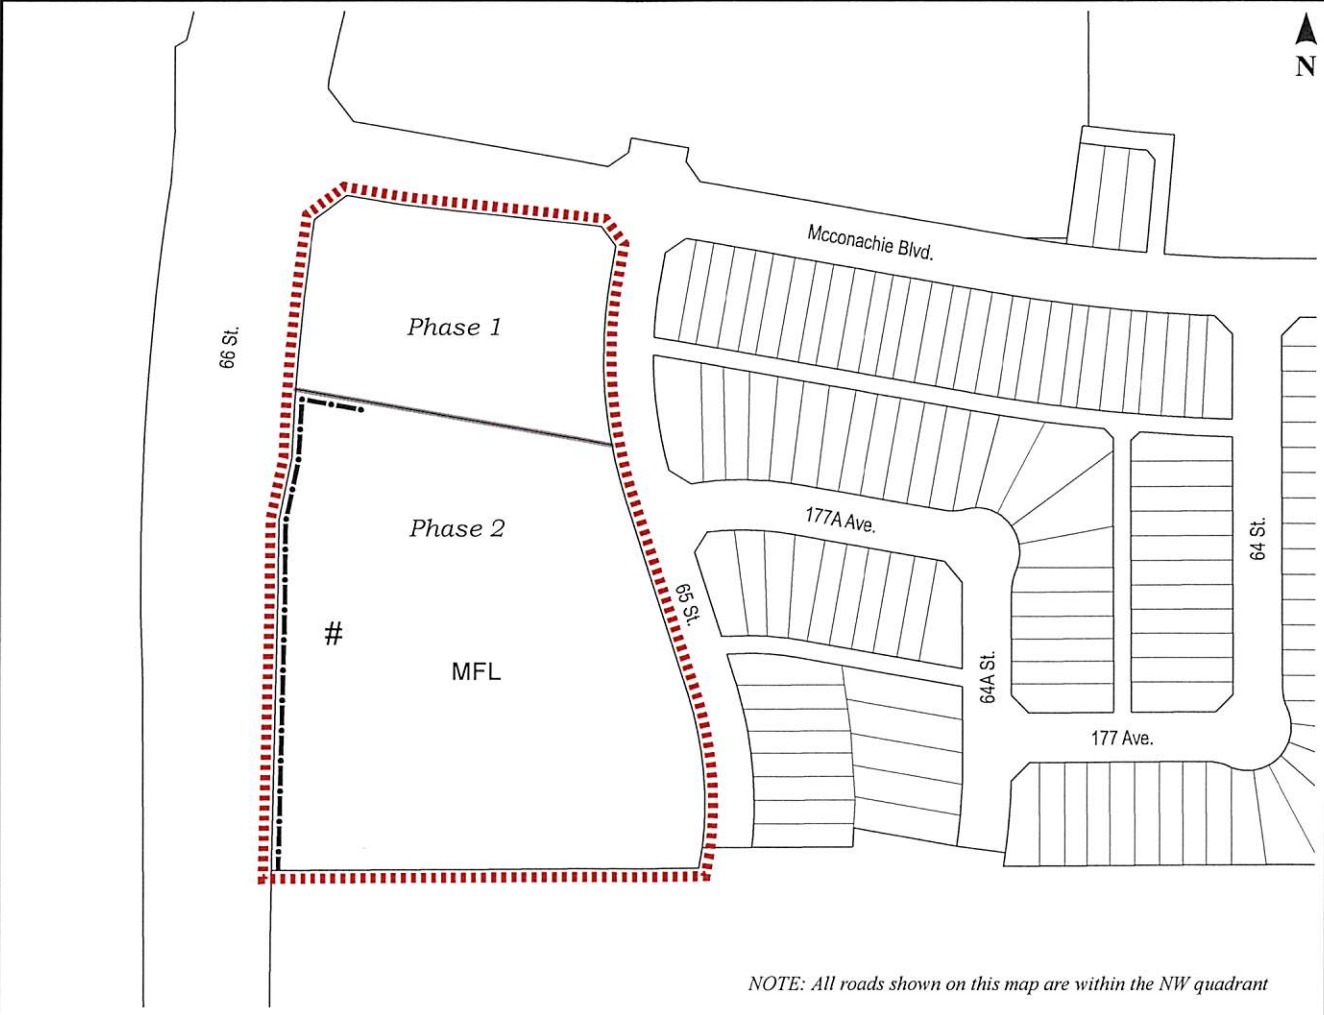 N
Mcconachie Blvd.
Phase 1
66 St.
177A Ave.
Phase 2
64 St.
65 St.
#
MFL
64A St.
177 Ave.
NOTE: All roads shown on this map are within the NW quadrant